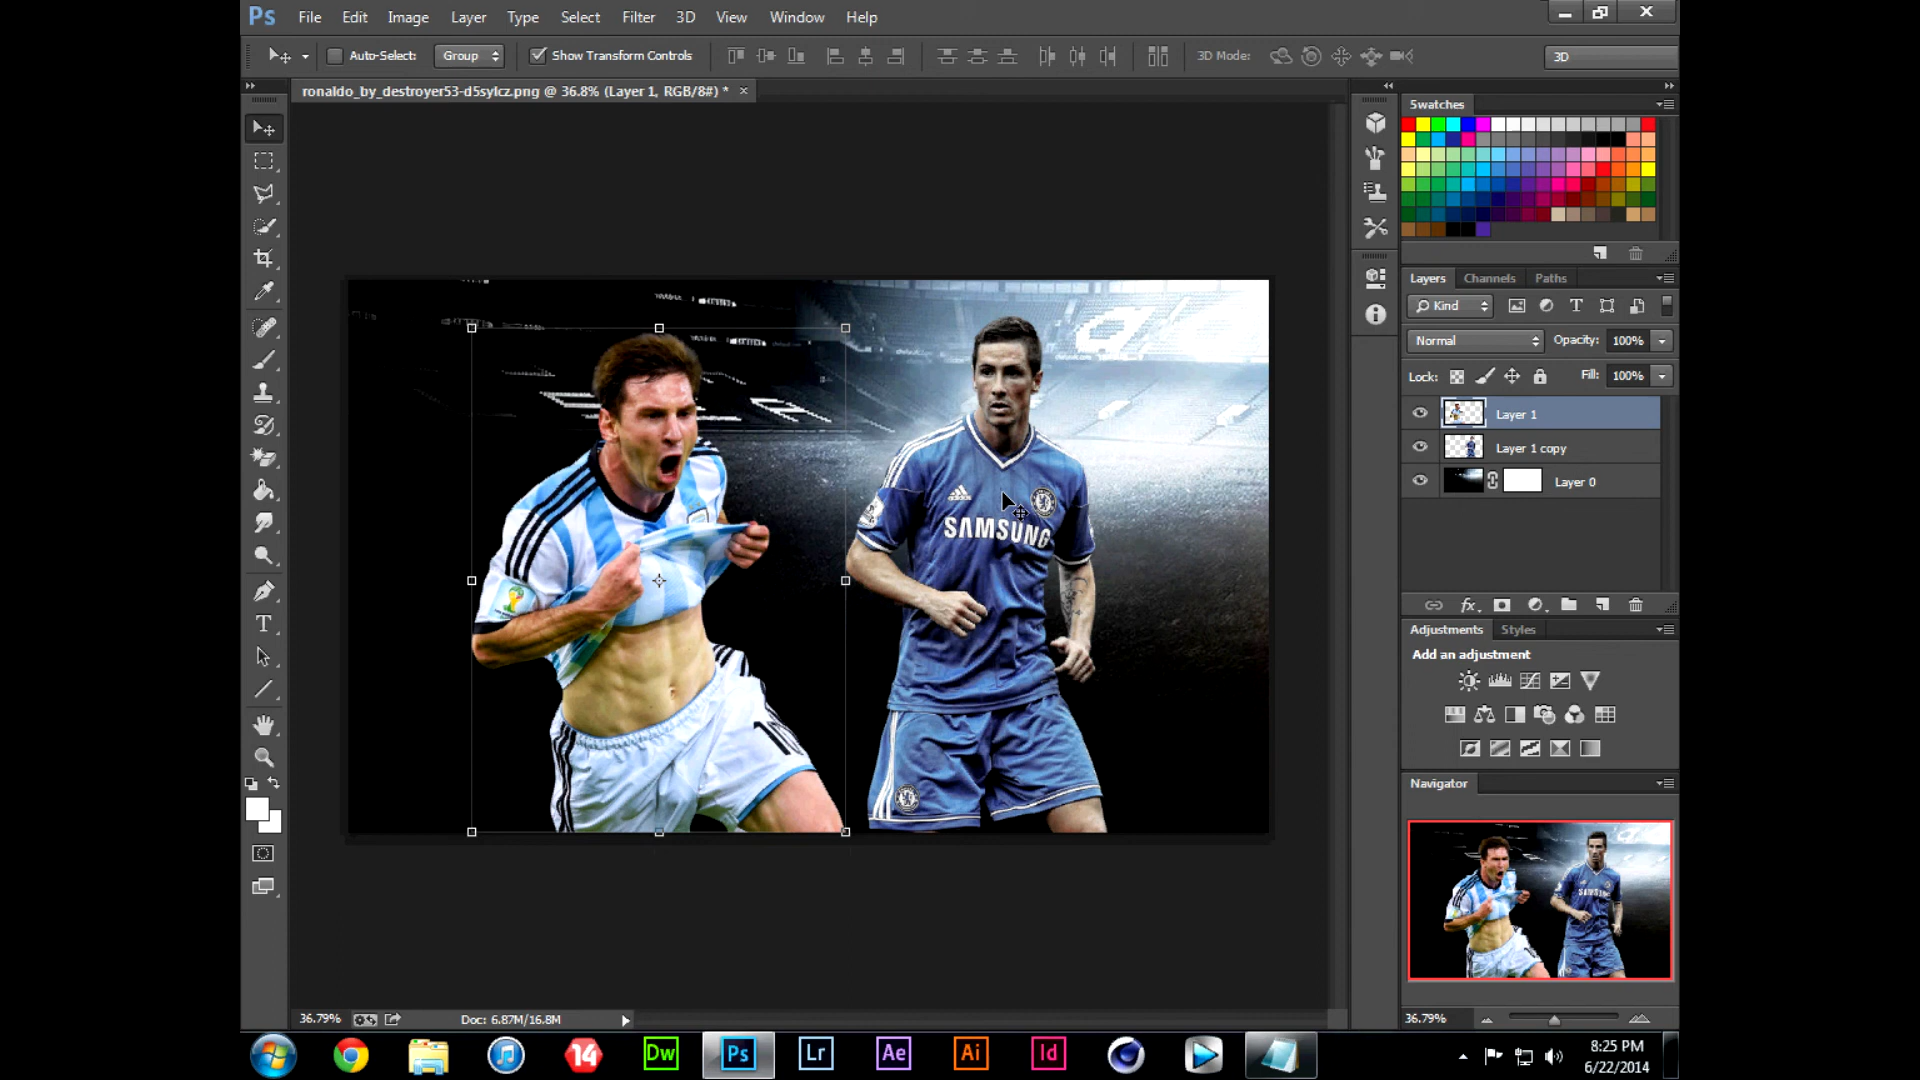 Ps File Edit Image Layer Type Select Filter 3D View Window Help
Auto-Select: Group Show Transform Controls 3D Mode: 3D
ronaldo_by_destroyer53-d5sylcz.png @ 36.8% (Layer 1, RGB/8#) * ×
Swatches
Layers Channels Paths
Kind
Normal Opacity: 100%
Lock: Fill: 100%
Layer 1
Layer 1 copy
Layer 0
SAMSUNG
10
Adjustments Styles
Add an adjustment
Navigator
SAMSUNG
36.79% Doc: 6.87M/16.8M
36.79%
14 Dw Ps Lr Ae Ai Id
8:25 PM
6/22/2014